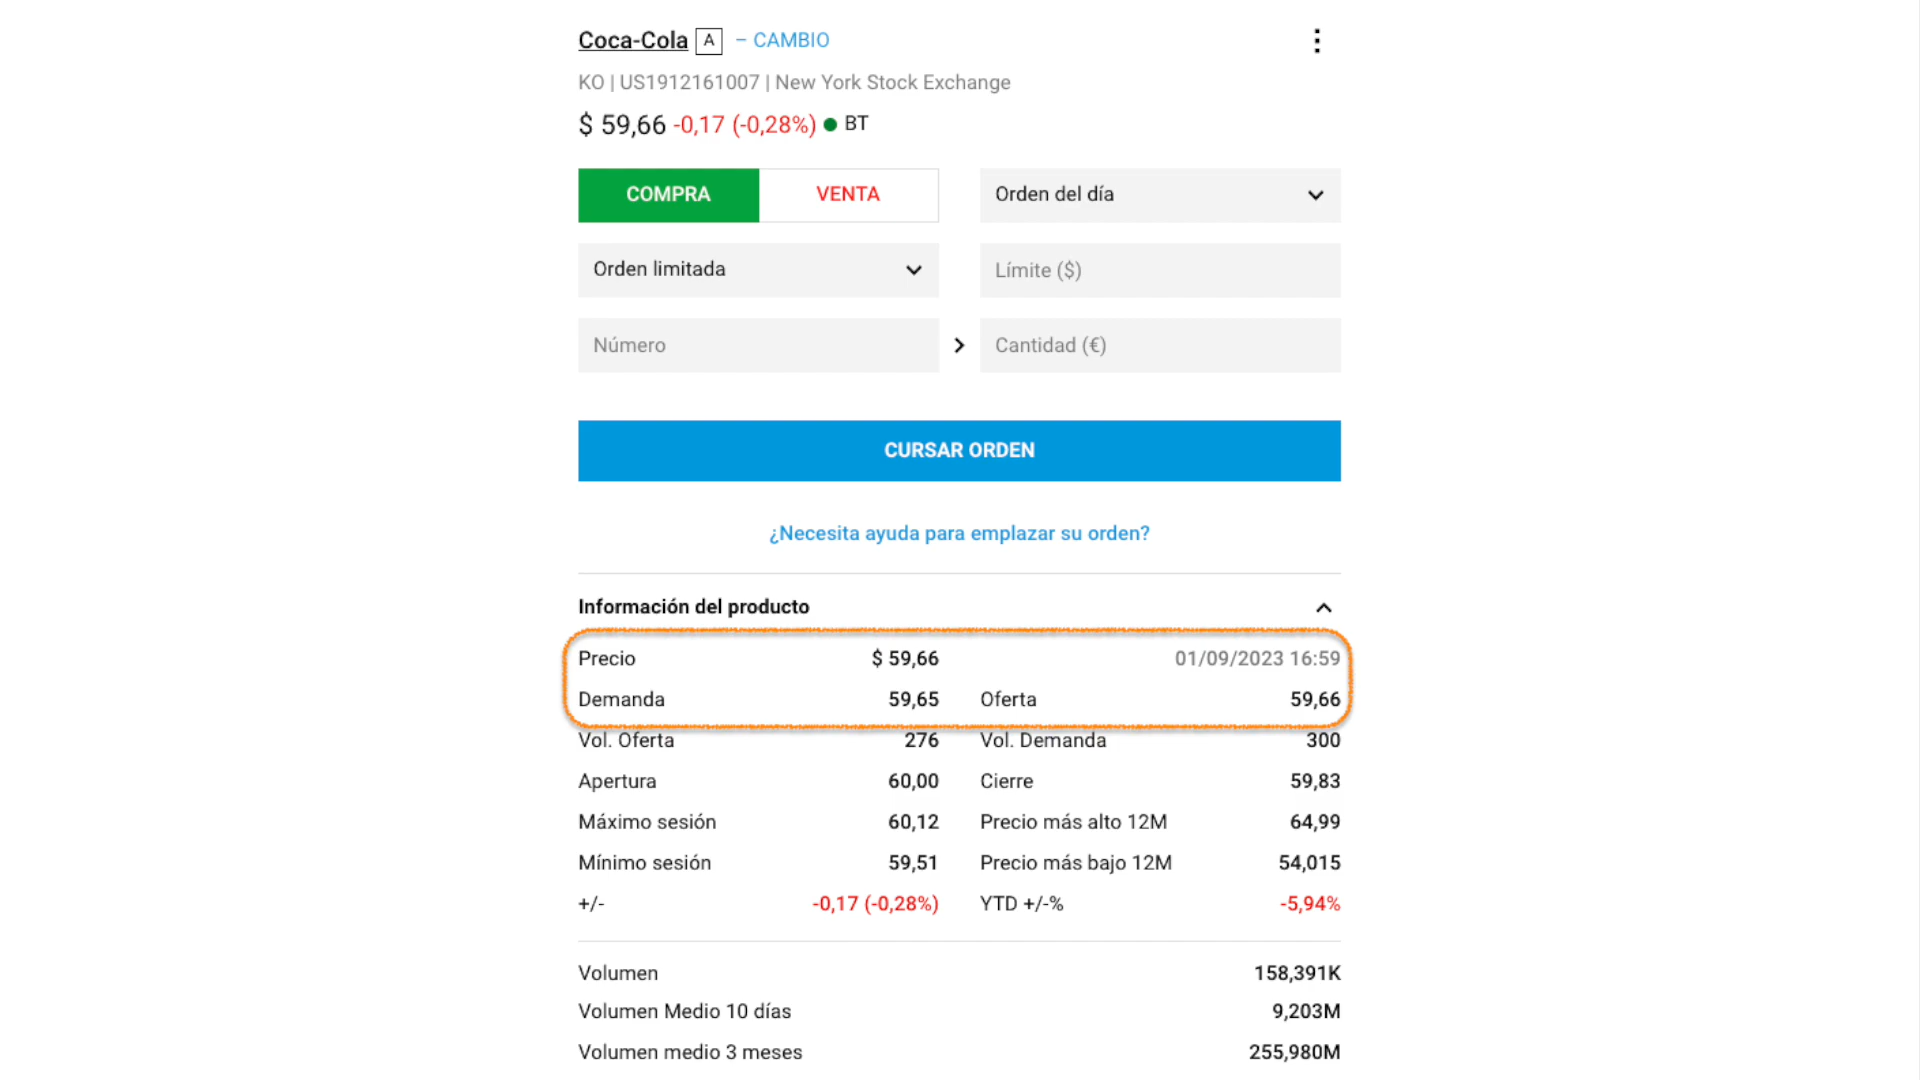 Coca-Cola A – CAMBIO
KO | US1912161007 | New York Stock Exchange
$ 59,66 -0,17 (-0,28%) BT
COMPRA VENTA Orden del día
Orden limitada Límite ($)
Número Cantidad (€)
CURSAR ORDEN
¿Necesita ayuda para emplazar su orden?
Información del producto
Precio $ 59,66 01/09/2023 16:59
Demanda 59,65 Oferta 59,66
Vol. Oferta 276 Vol. Demanda 300
Apertura 60,00 Cierre 59,83
Máximo sesión 60,12 Precio más alto 12M 64,99
Mínimo sesión 59,51 Precio más bajo 12M 54,015
+/- -0,17 (-0,28%) YTD +/-% -5,94%
Volumen 158,391K
Volumen Medio 10 días 9,203M
Volumen medio 3 meses 255,980M